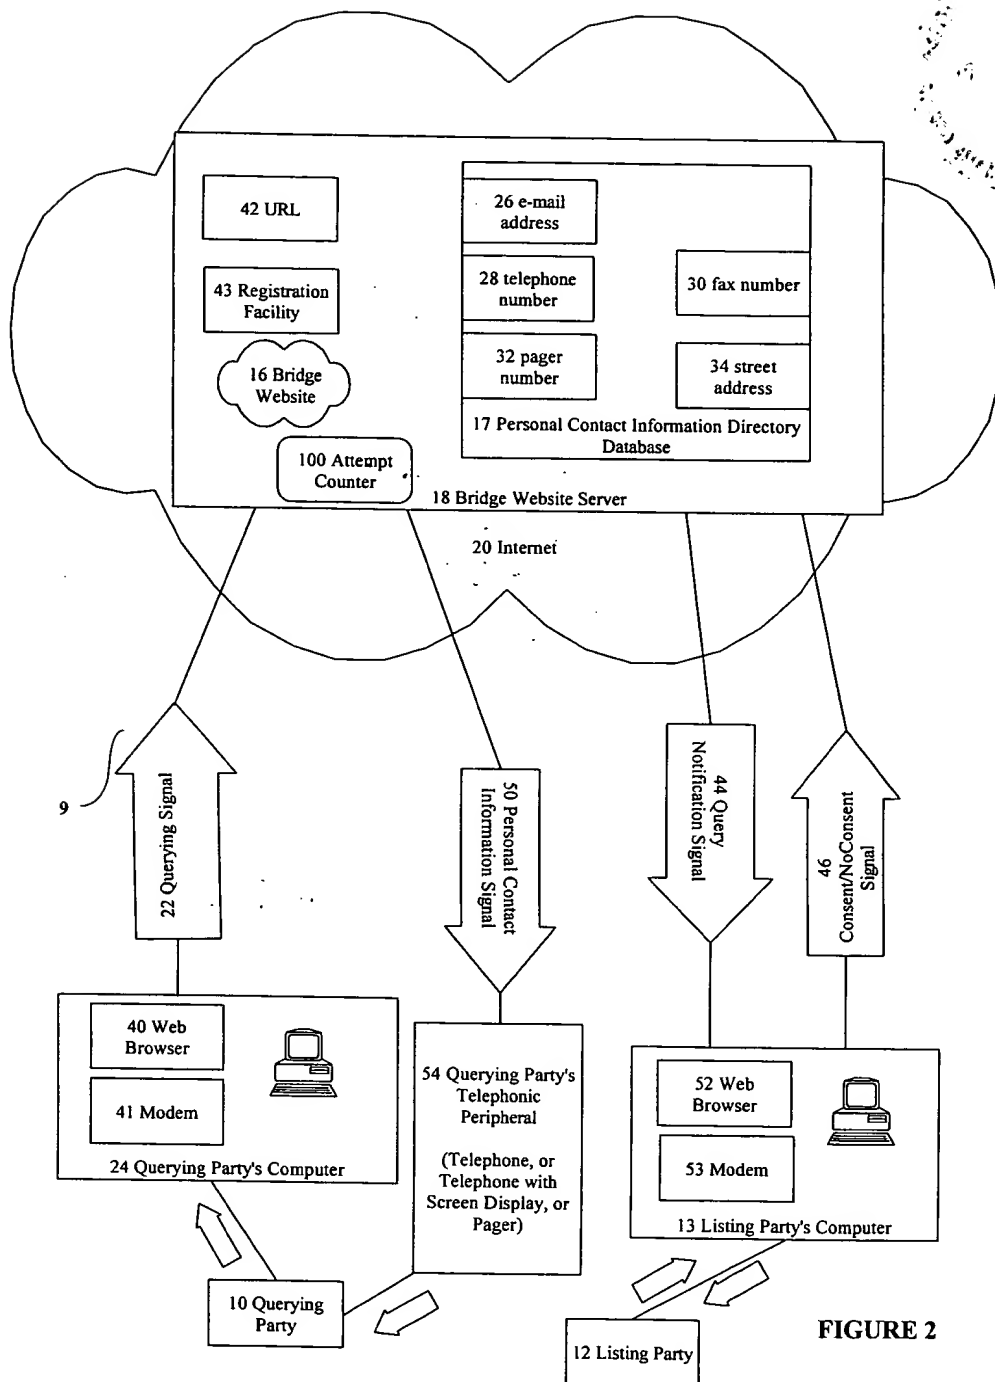 42 URL
26 e-mail
address
43 Registration
Facility
28 telephone
number
30 fax number
16 Bridge
Website
32 pager
number
34 street
address
17 Personal Contact Information Directory
Database
100 Attempt
Counter
18 Bridge Website Server
20 Internet
9
22 Querying Signal
50 Personal Contact
Information Signal
44 Query
Notification Signal
46
Consent/NoConsent
Signal
40 Web
Browser
41 Modem
24 Querying Party's Computer
54 Querying Party's
Telephonic
Peripheral
(Telephone, or
Telephone with
Screen Display, or
Pager)
52 Web
Browser
53 Modem
13 Listing Party's Computer
10 Querying
Party
12 Listing Party
FIGURE 2